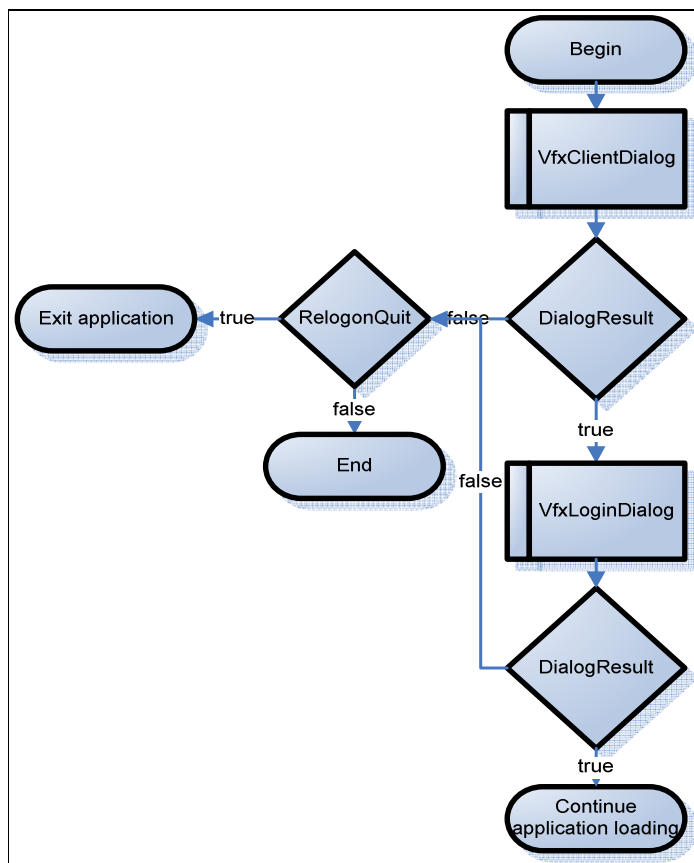 Begin
VfxClientDialog
DialogResult
false
RelogonQuit
true
Exit application
false
End
true
VfxLoginDialog
false
DialogResult
true
Continue
application loading